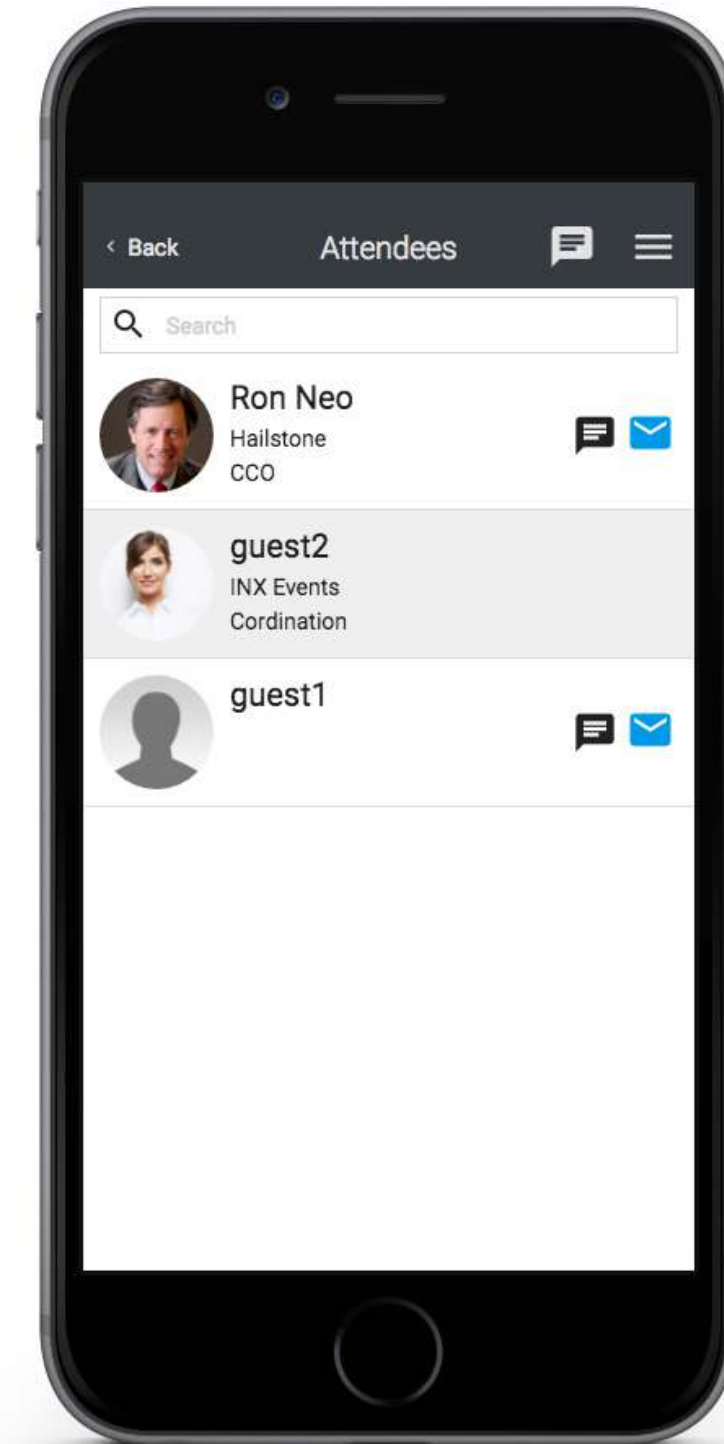 < Back
Attendees
Search
Ron Neo
Hailstone
CCO
guest2
INX Events
Cordination
guest1